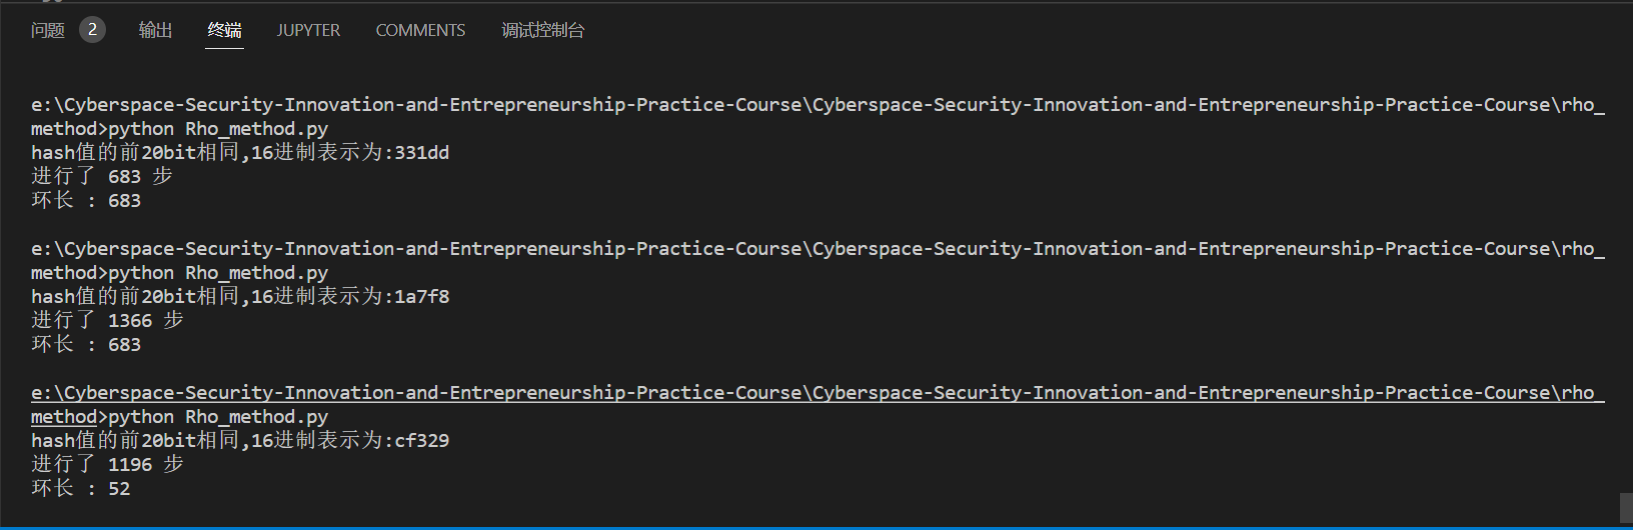 问题 2 输出 终端 JUPYTER COMMENTS 调试控制台
e:\Cyberspace-Security-Innovation-and-Entrepreneurship-Practice-Course\Cyberspace-Security-Innovation-and-Entrepreneurship-Practice-Course\rho_
method>python Rho_method.py
hash值的前20bit相同,16进制表示为:331dd
进行了 683 步
环长 : 683
e:\Cyberspace-Security-Innovation-and-Entrepreneurship-Practice-Course\Cyberspace-Security-Innovation-and-Entrepreneurship-Practice-Course\rho_
method>python Rho_method.py
hash值的前20bit相同,16进制表示为:1a7f8
进行了 1366 步
环长 : 683
e:\Cyberspace-Security-Innovation-and-Entrepreneurship-Practice-Course\Cyberspace-Security-Innovation-and-Entrepreneurship-Practice-Course\rho_
method>python Rho_method.py
hash值的前20bit相同,16进制表示为:cf329
进行了 1196 步
环长 : 52